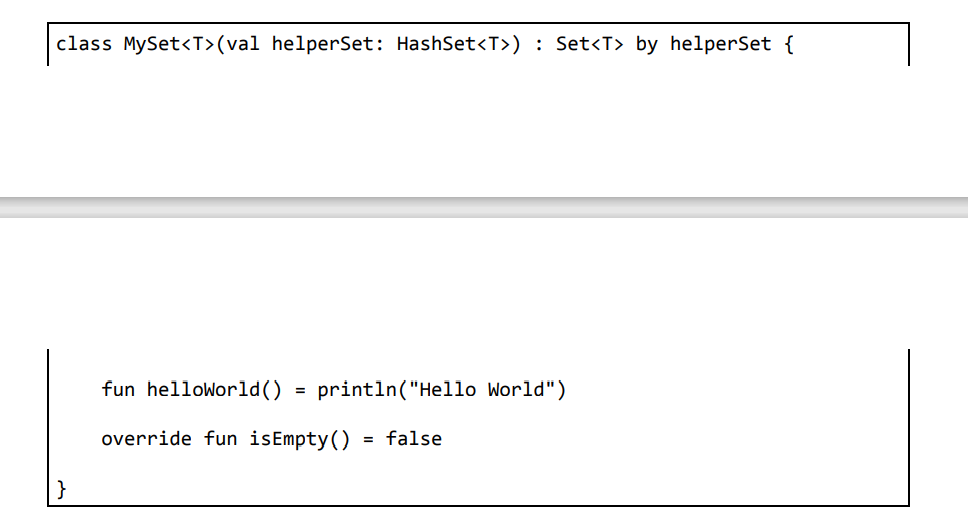 class MySet<T>(val helperSet: HashSet<T>) : Set<T> by helperSet {
fun helloWorld() = println("Hello World")
override fun isEmpty() = false
}